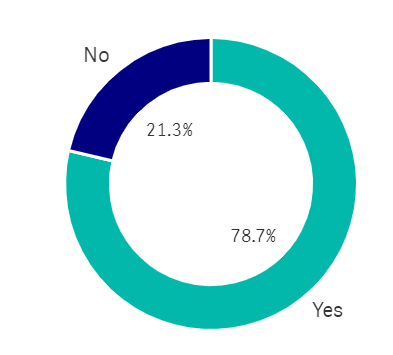 No
21.3%
78.7%
Yes